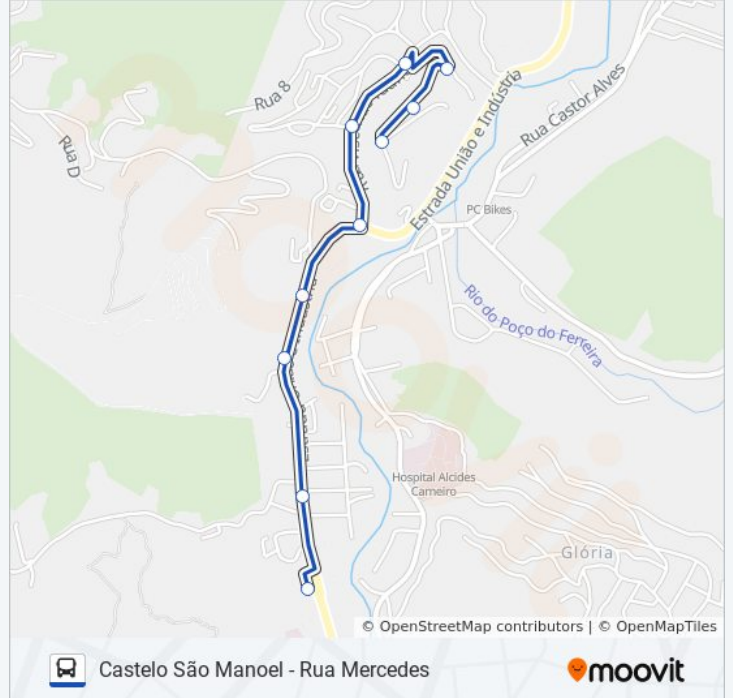 Rua 8
Rua D
Estrada União e Indústria
Rua Castor Alves
PC Bikes
Rio do Poço do Ferreira
Hospital Alcides
Carneiro
Glória
© OpenStreetMap contributors | © OpenMapTiles
Castelo São Manoel - Rua Mercedes
moovit